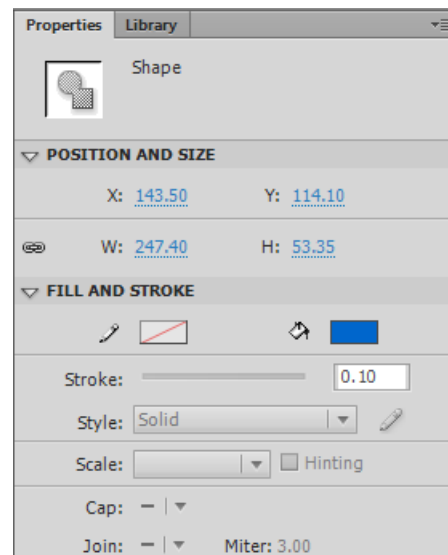 Properties Library
Shape
POSITION AND SIZE
X: 143.50 Y: 114.10
W: 247.40 H: 53.35
FILL AND STROKE
Stroke: 0.10
Style: Solid
Scale: Hinting
Cap:
Join: Miter: 3.00